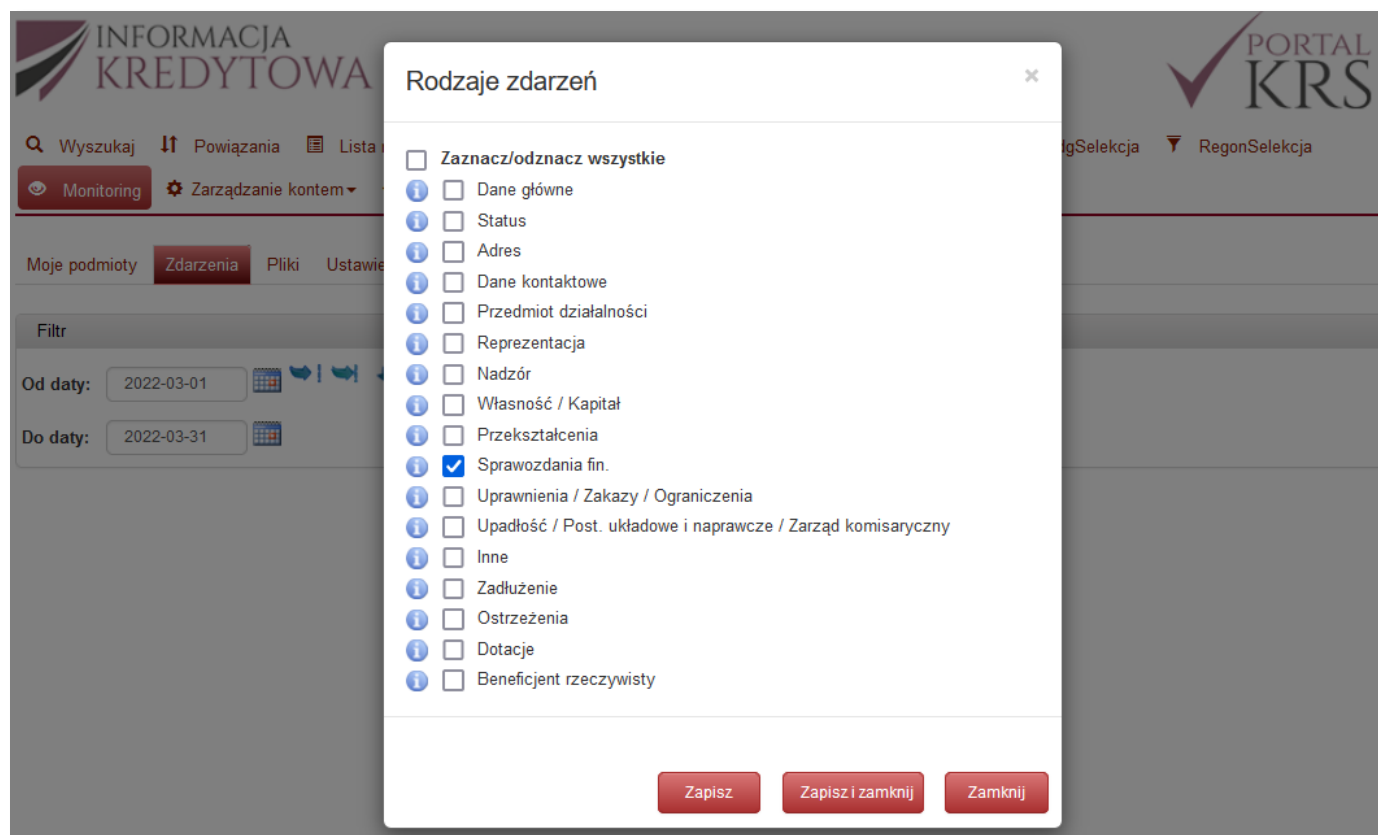 INFORMACJA
KREDYTOWA
PORTAL
KRS
Wyszukaj Powiązania Lista gSelekcja RegonSelekcja
Monitoring Zarządzanie kontem
Moje podmioty Zdarzenia Pliki
Filtr
Od daty: 2022-03-01
Do daty: 2022-03-31
Rodzaje zdarzeń ×
Zaznacz/odznacz wszystkie
Dane główne
Status
Adres
Dane kontaktowe
Przedmiot działalności
Reprezentacja
Nadzór
Własność / Kapitał
Przekształcenia
Sprawozdania fin.
Uprawnienia / Zakazy / Ograniczenia
Upadłość / Post. układowe i naprawcze / Zarząd komisaryczny
Inne
Zadłużenie
Ostrzeżenia
Dotacje
Beneficjent rzeczywisty
Zapisz Zapisz i zamknij Zamknij